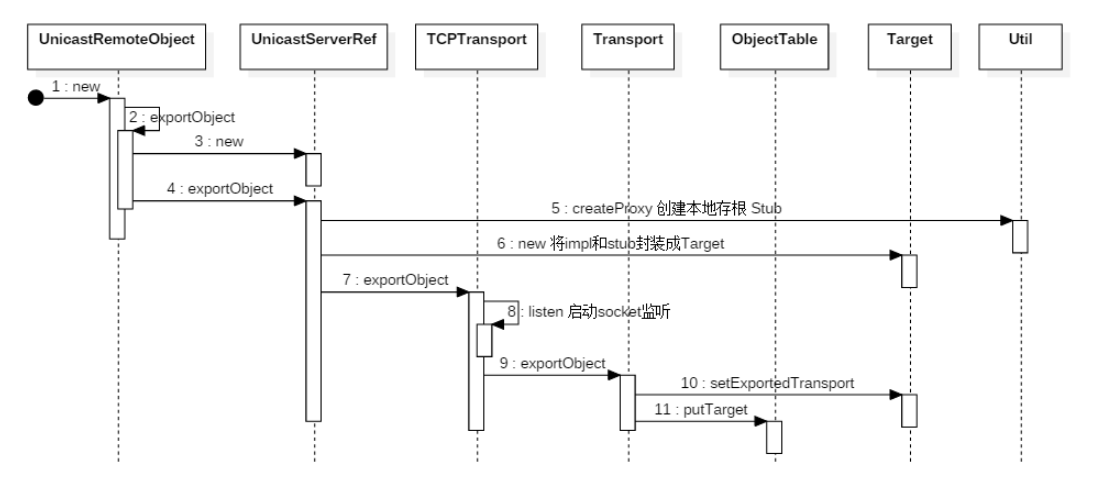 UnicastRemoteObject
UnicastServerRef
TCPTransport
Transport
ObjectTable
Target
Util
1 : new
2 : exportObject
3 : new
4 : exportObject
5 : createProxy 创建本地存根 Stub
6 : new 将impl和stub封装成Target
7 : exportObject
8 : listen 启动socket监听
9 : exportObject
10 : setExportedTransport
11 : putTarget